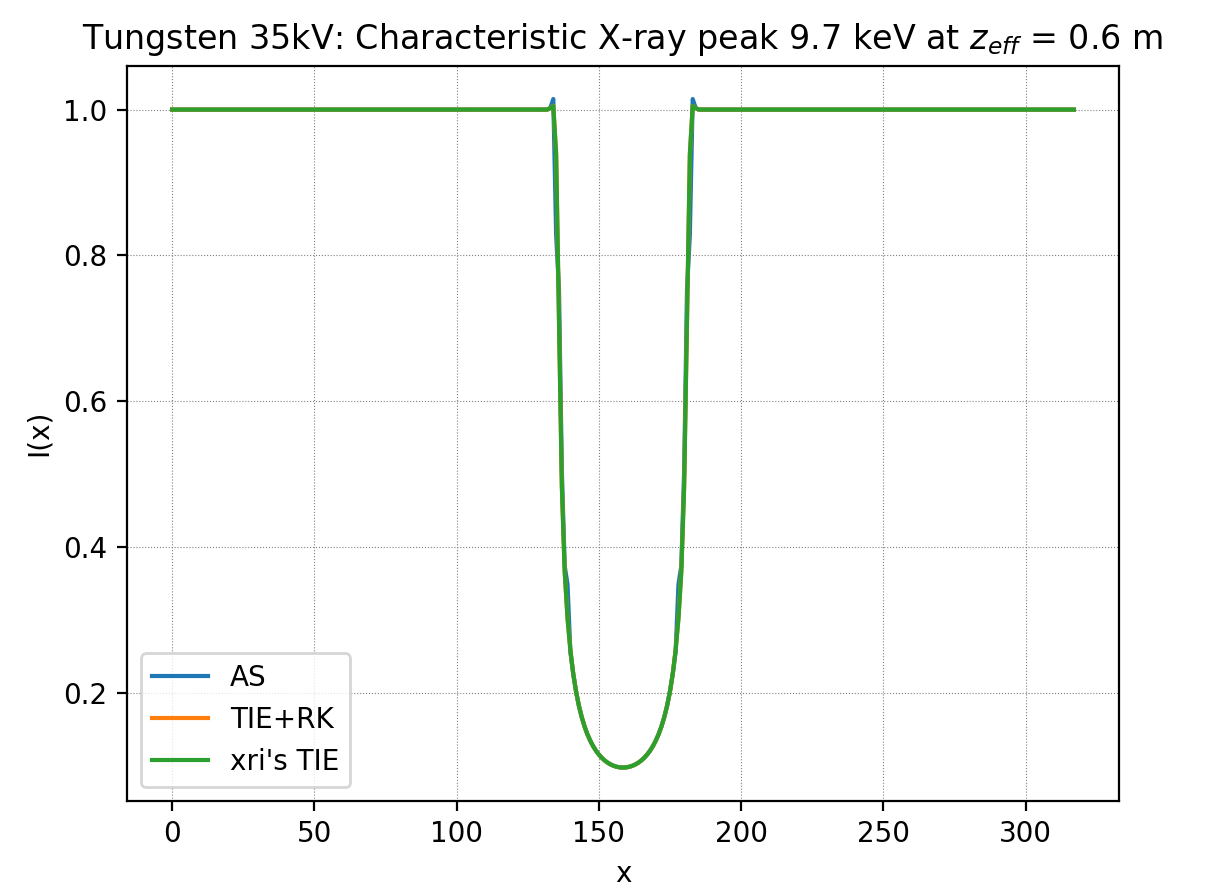 Tungsten 35kV: Characteristic X-ray peak 9.7 keV at z_eff = 0.6 m
1.0
0.8
0.6
0.4
0.2
I(x)
AS
TIE+RK
xri's TIE
0 50 100 150 200 250 300
x